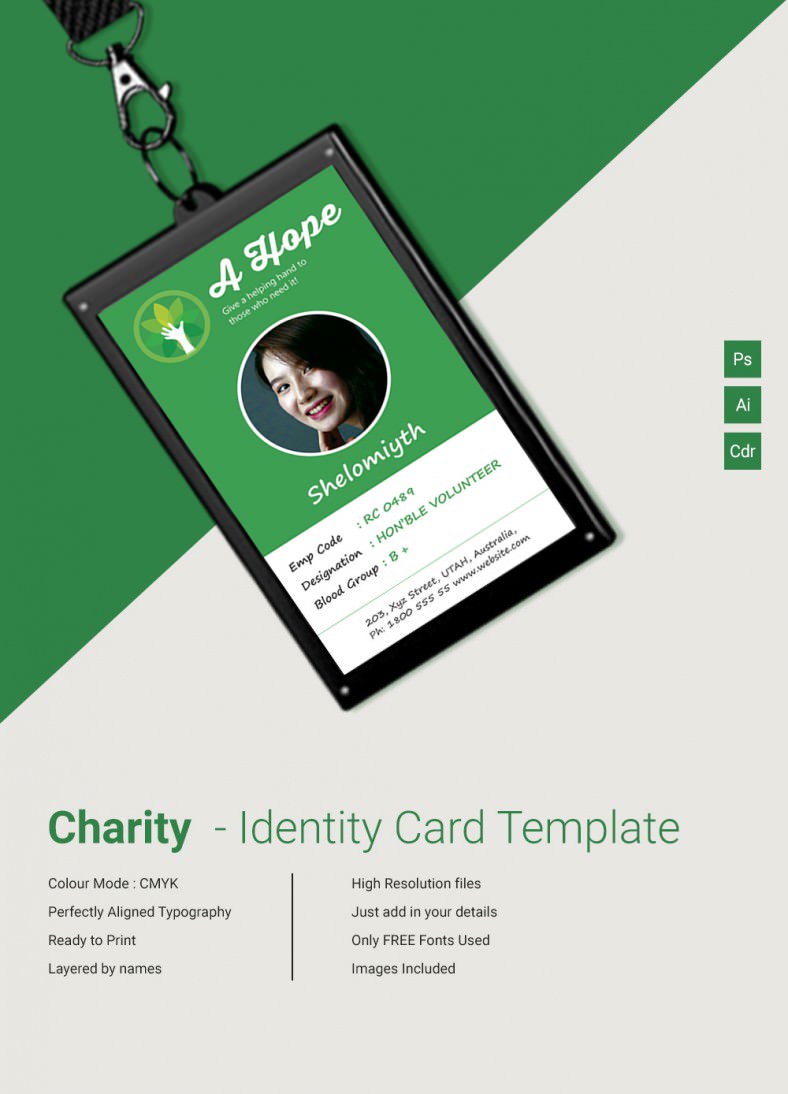 A Hope
Give a helping hand to
those who need it!
Shelomiyth
Emp Code : RC 0489
Designation : HON'BLE VOLUNTEER
Blood Group : B +
203, Xyz Street, UTAH, Australia,
Ph: 1800 555 55 www.website.com
Ps
Ai
Cdr
Charity - Identity Card Template
Colour Mode : CMYK
Perfectly Aligned Typography
Ready to Print
Layered by names
High Resolution files
Just add in your details
Only FREE Fonts Used
Images Included